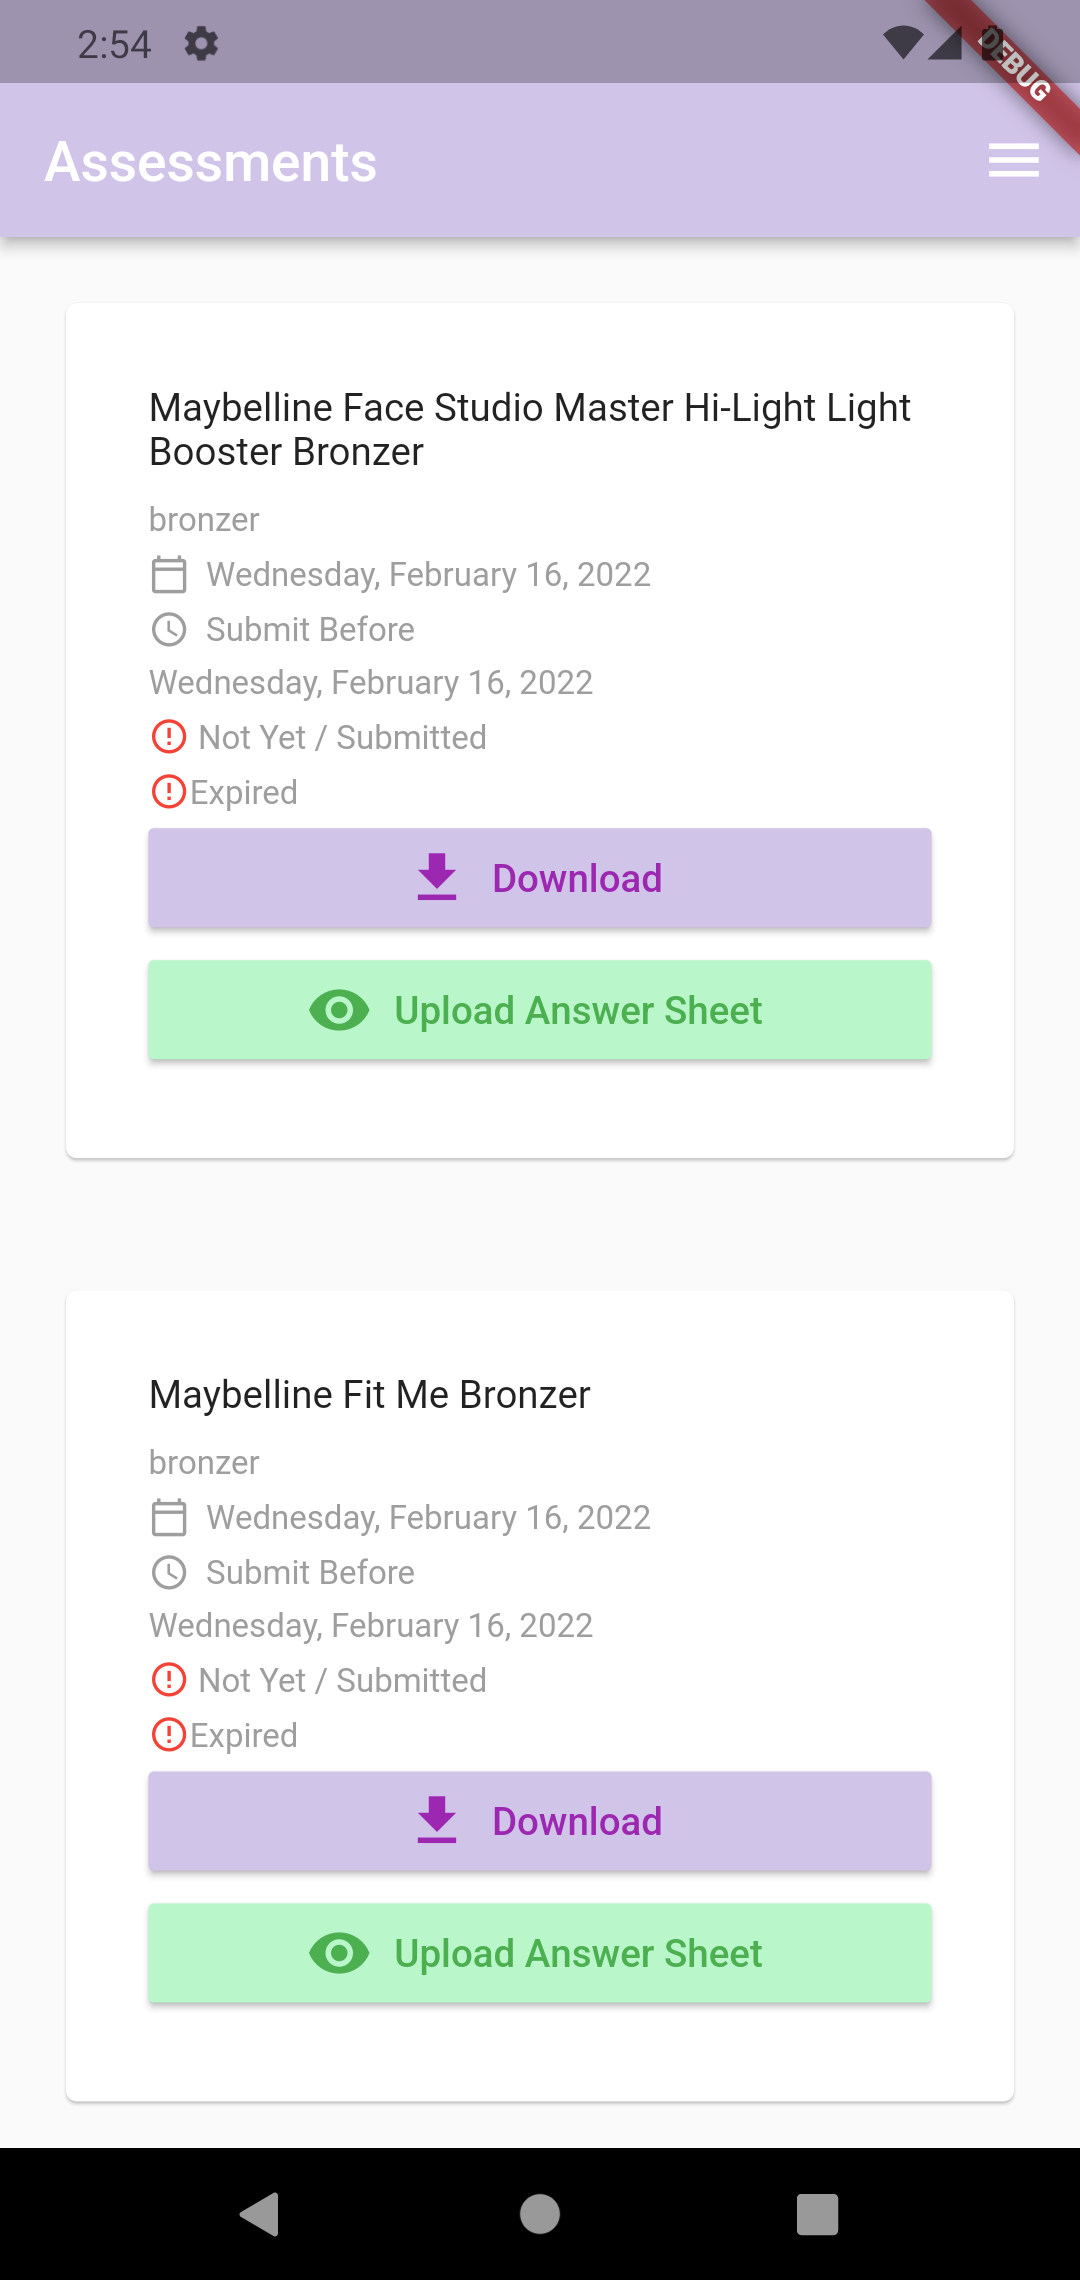 2:54
DEBUG
Assessments
Maybelline Face Studio Master Hi-Light Light
Booster Bronzer
bronzer
Wednesday, February 16, 2022
Submit Before
Wednesday, February 16, 2022
Not Yet / Submitted
Expired
Download
Upload Answer Sheet
Maybelline Fit Me Bronzer
bronzer
Wednesday, February 16, 2022
Submit Before
Wednesday, February 16, 2022
Not Yet / Submitted
Expired
Download
Upload Answer Sheet